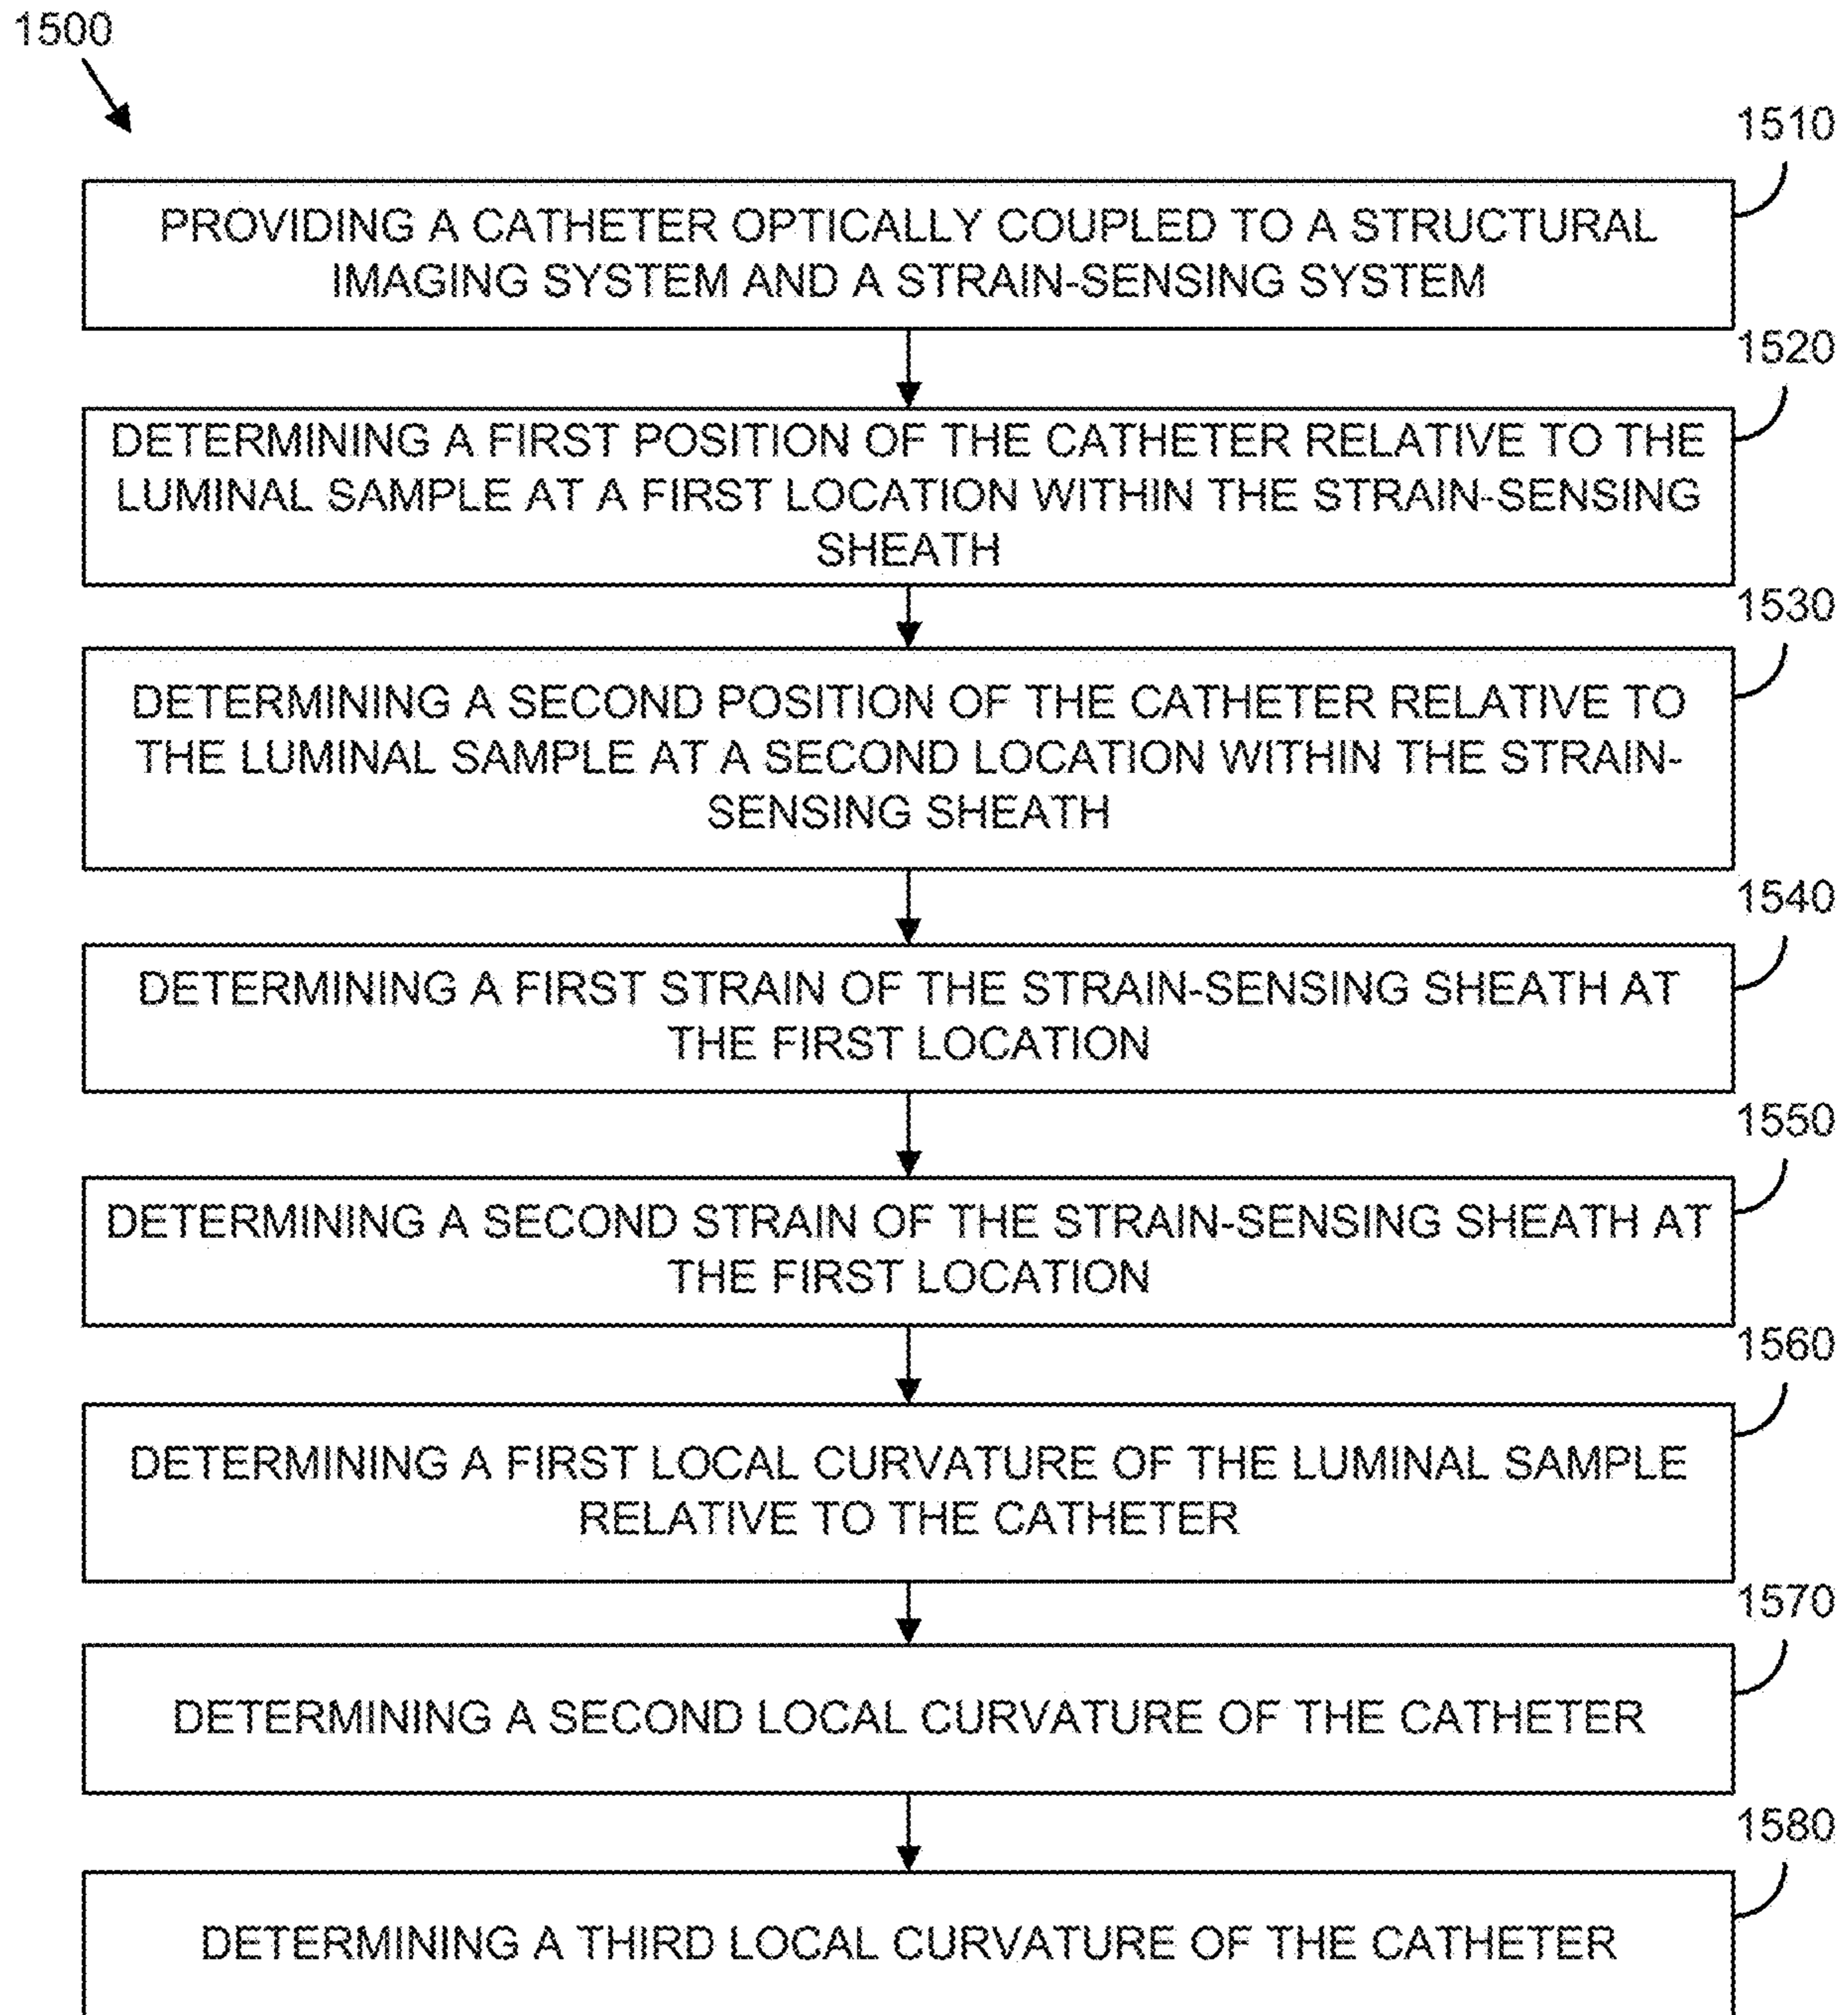 1500
1510
PROVIDING A CATHETER OPTICALLY COUPLED TO A STRUCTURAL
IMAGING SYSTEM AND A STRAIN-SENSING SYSTEM
1520
DETERMINING A FIRST POSITION OF THE CATHETER RELATIVE TO THE
LUMINAL SAMPLE AT A FIRST LOCATION WITHIN THE STRAIN-SENSING
SHEATH
1530
DETERMINING A SECOND POSITION OF THE CATHETER RELATIVE TO
THE LUMINAL SAMPLE AT A SECOND LOCATION WITHIN THE STRAIN-
SENSING SHEATH
1540
DETERMINING A FIRST STRAIN OF THE STRAIN-SENSING SHEATH AT
THE FIRST LOCATION
1550
DETERMINING A SECOND STRAIN OF THE STRAIN-SENSING SHEATH AT
THE FIRST LOCATION
1560
DETERMINING A FIRST LOCAL CURVATURE OF THE LUMINAL SAMPLE
RELATIVE TO THE CATHETER
1570
DETERMINING A SECOND LOCAL CURVATURE OF THE CATHETER
1580
DETERMINING A THIRD LOCAL CURVATURE OF THE CATHETER